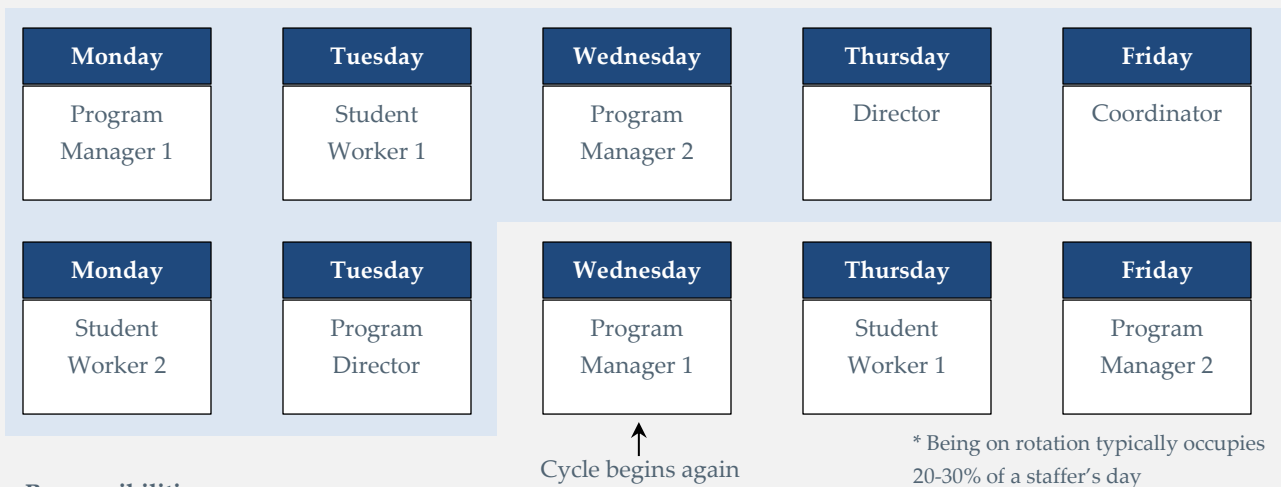 Monday
Tuesday
Wednesday
Thursday
Friday
Program
Manager 1
Student
Worker 1
Program
Manager 2
Director
Coordinator
Monday
Tuesday
Wednesday
Thursday
Friday
Student
Worker 2
Program
Director
Program
Manager 1
Student
Worker 1
Program
Manager 2
Cycle begins again
* Being on rotation typically occupies
20-30% of a staffer's day